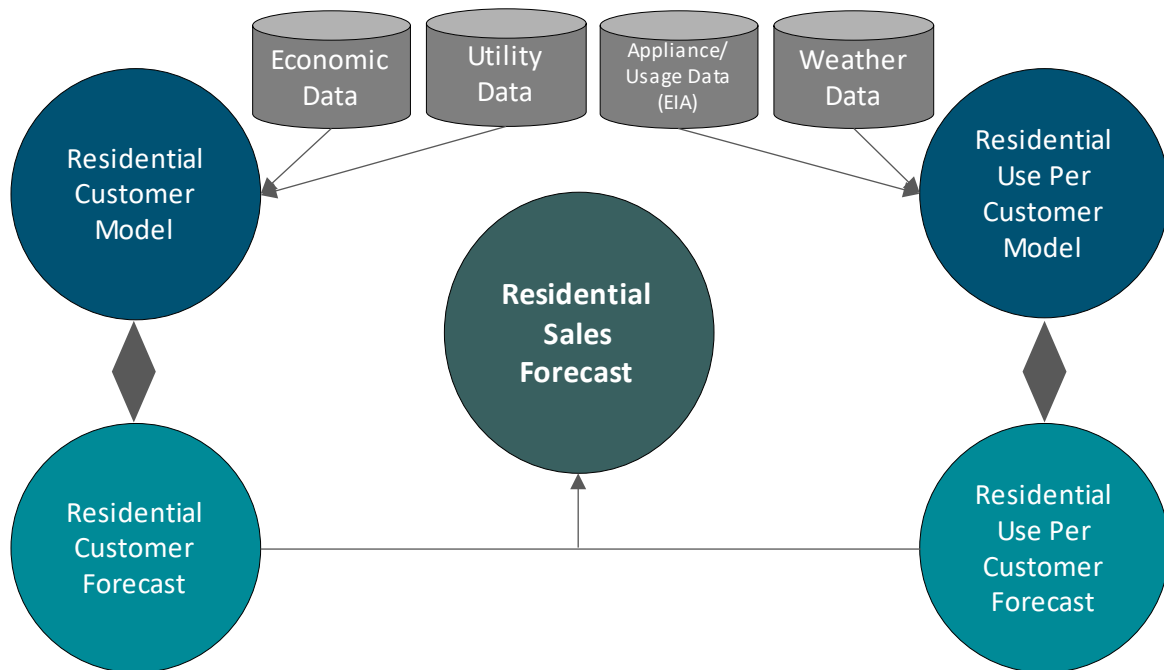 Economic
Data
Utility
Data
Appliance/
Usage Data
(EIA)
Weather
Data
Residential
Customer
Model
Residential
Use Per
Customer
Model
Residential
Sales
Forecast
Residential
Customer
Forecast
Residential
Use Per
Customer
Forecast